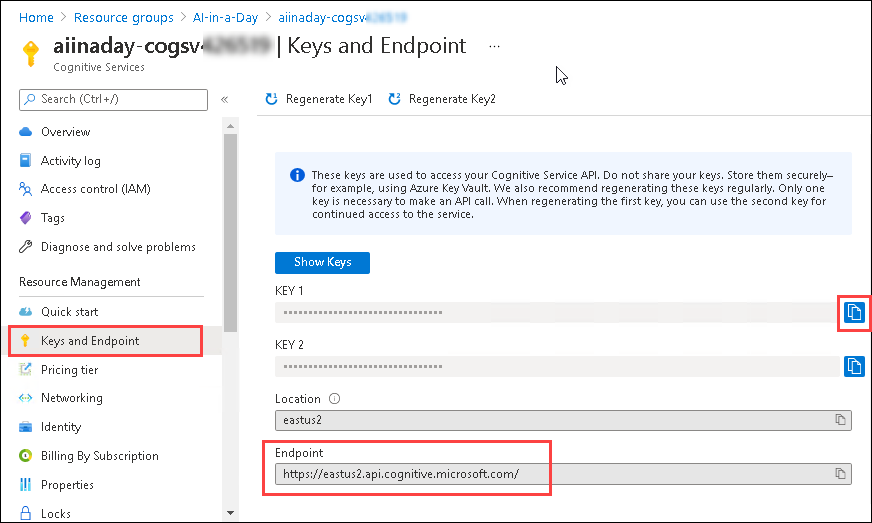 Home > Resource groups > AI-in-a-Day > aiinaday-cogsv
aiinaday-cogsv | Keys and Endpoint ...
Cognitive Services
Search (Ctrl+/)
«
Overview
Activity log
Access control (IAM)
Tags
Diagnose and solve problems
Resource Management
Quick start
Keys and Endpoint
Pricing tier
Networking
Identity
Billing By Subscription
Properties
Locks
Regenerate Key1 Regenerate Key2
These keys are used to access your Cognitive Service API. Do not share your keys. Store them securely–
for example, using Azure Key Vault. We also recommend regenerating these keys regularly. Only one
key is necessary to make an API call. When regenerating the first key, you can use the second key for
continued access to the service.
Show Keys
KEY 1
••••••••••••••••••••••••••••••
KEY 2
••••••••••••••••••••••••••••••
Location
eastus2
Endpoint
https://eastus2.api.cognitive.microsoft.com/